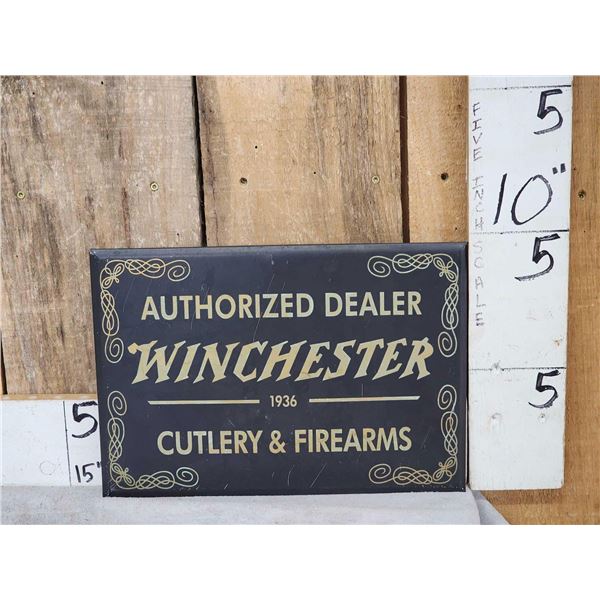 AUTHORIZED DEALER
WINCHESTER
1936
CUTLERY & FIREARMS
FIVE INCH SCALE
5
10"
5
5
5
15"